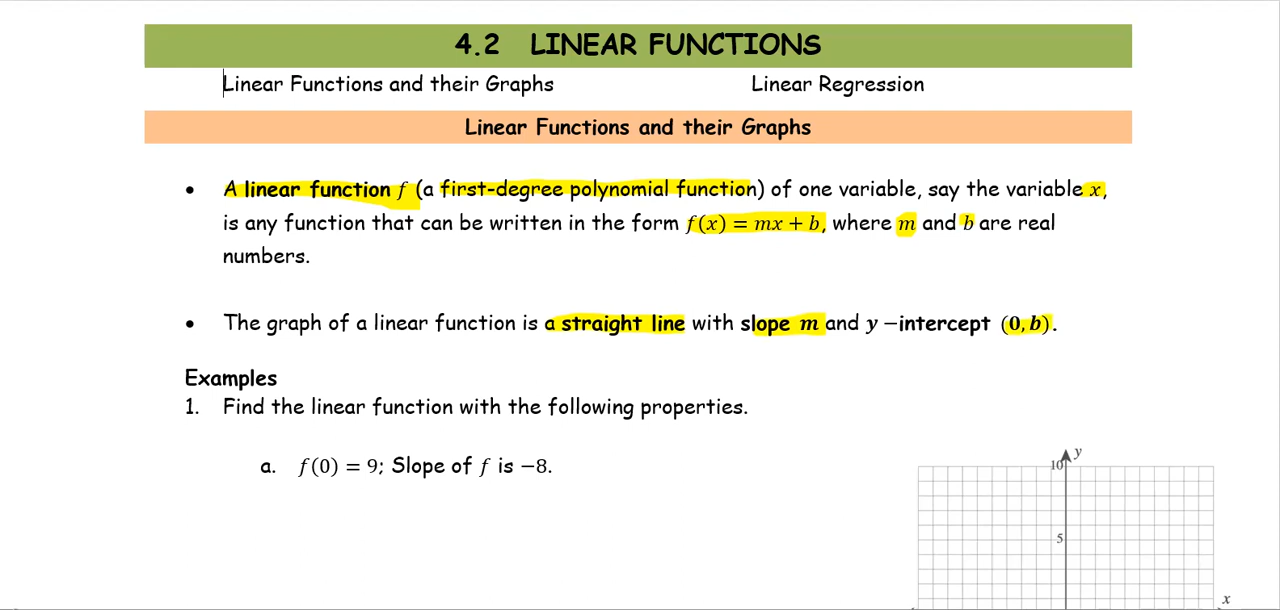 4.2 LINEAR FUNCTIONS
Linear Functions and their Graphs Linear Regression
Linear Functions and their Graphs
• A linear function f (a first-degree polynomial function) of one variable, say the variable x,
is any function that can be written in the form f(x) = mx + b, where m and b are real
numbers.
• The graph of a linear function is a straight line with slope m and y −intercept (0, b).
Examples
1. Find the linear function with the following properties.
a. f(0) = 9; Slope of f is −8.
y
10
5
x